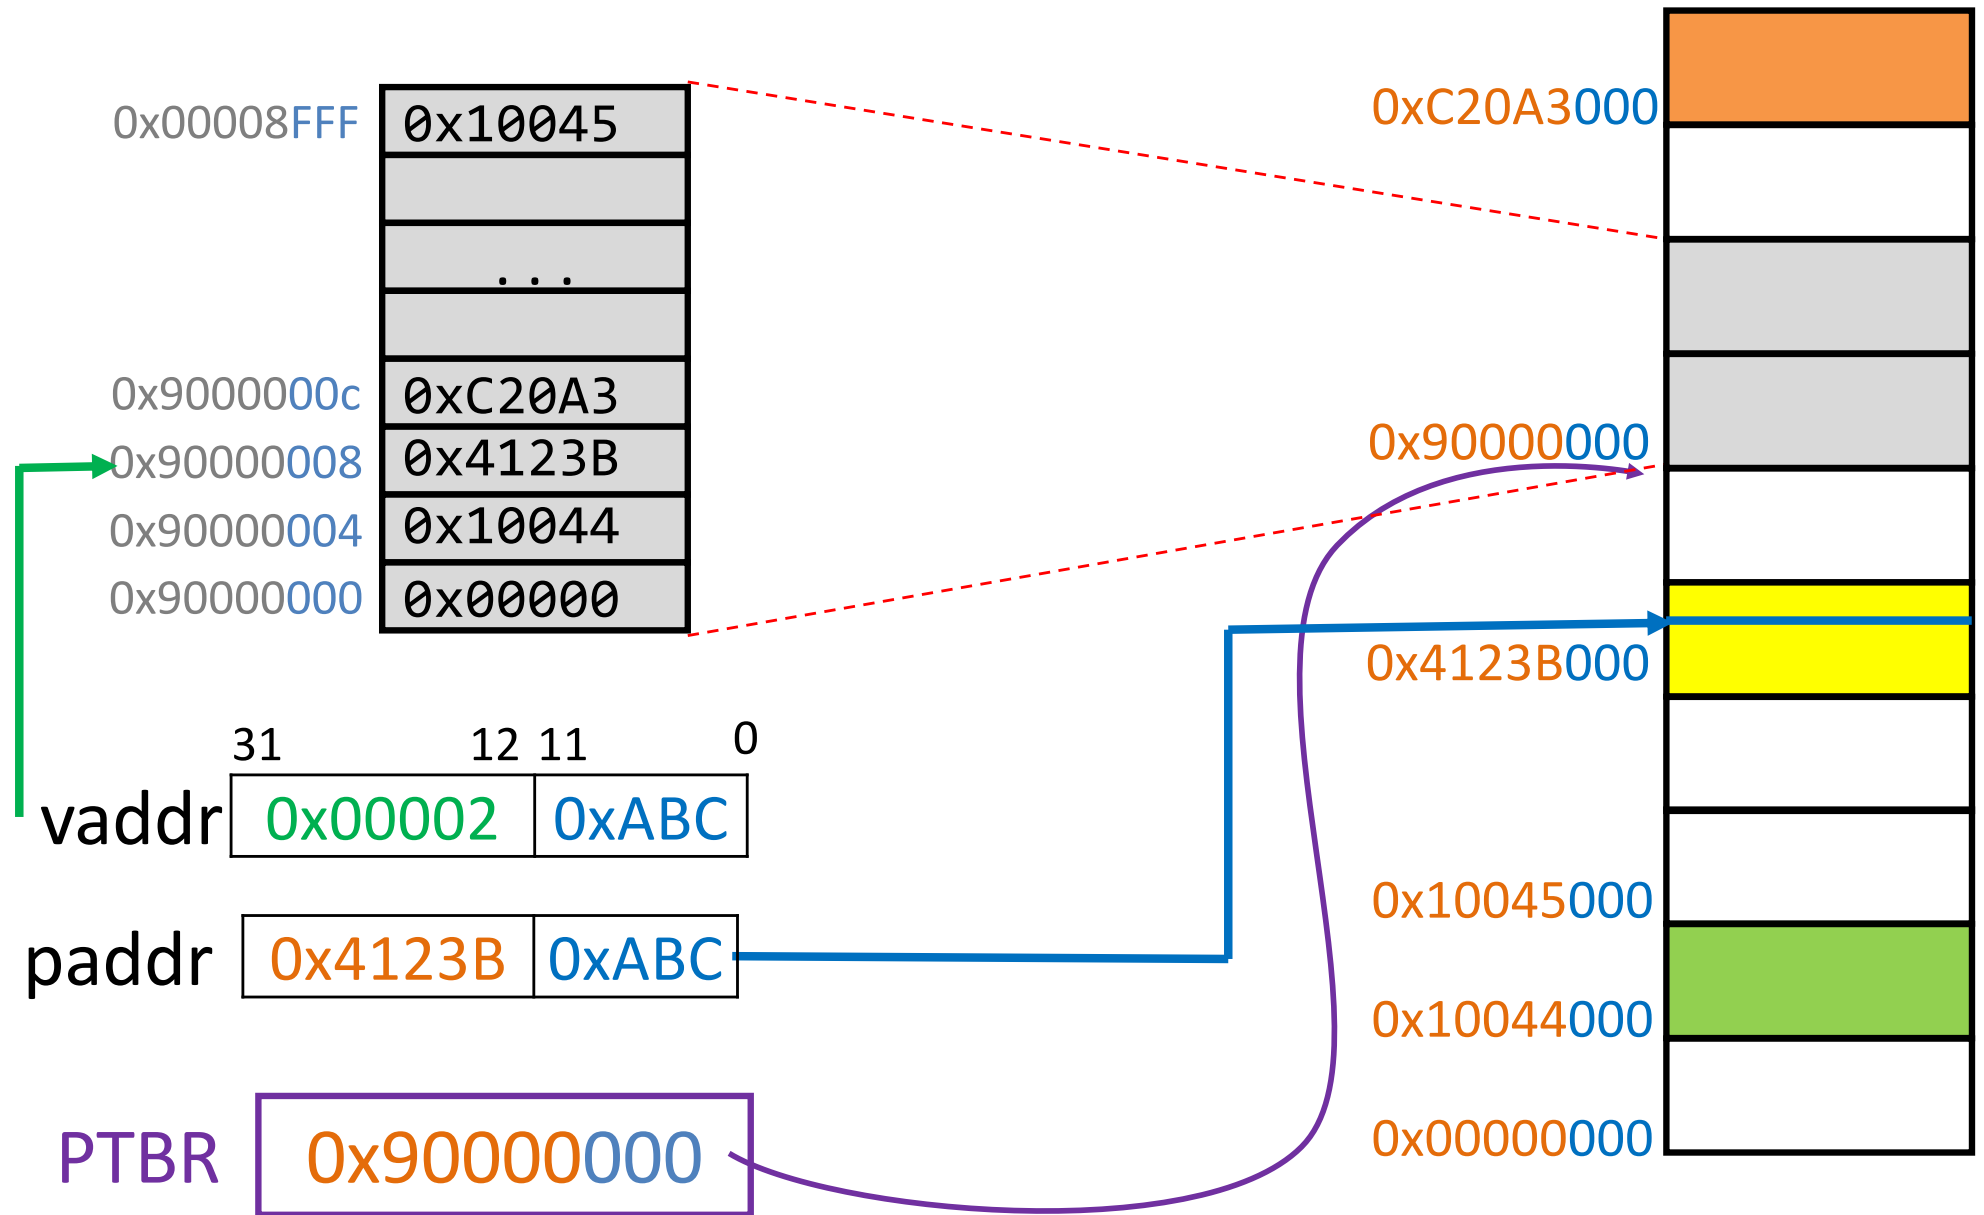 0x00008FFF 0x10045
...
0x9000000c 0xC20A3
0x90000008 0x4123B
0x90000004 0x10044
0x90000000 0x00000
31 12 11 0
vaddr 0x00002 0xABC
paddr 0x4123B 0xABC
PTBR 0x90000000
0xC20A3000
0x90000000
0x4123B000
0x10045000
0x10044000
0x00000000